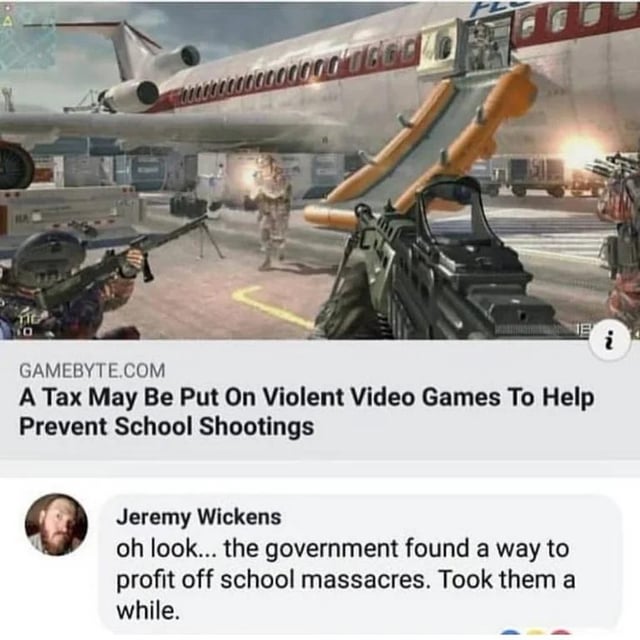 GAMEBYTE.COM
A Tax May Be Put On Violent Video Games To Help
Prevent School Shootings
Jeremy Wickens
oh look... the government found a way to
profit off school massacres. Took them a
while.